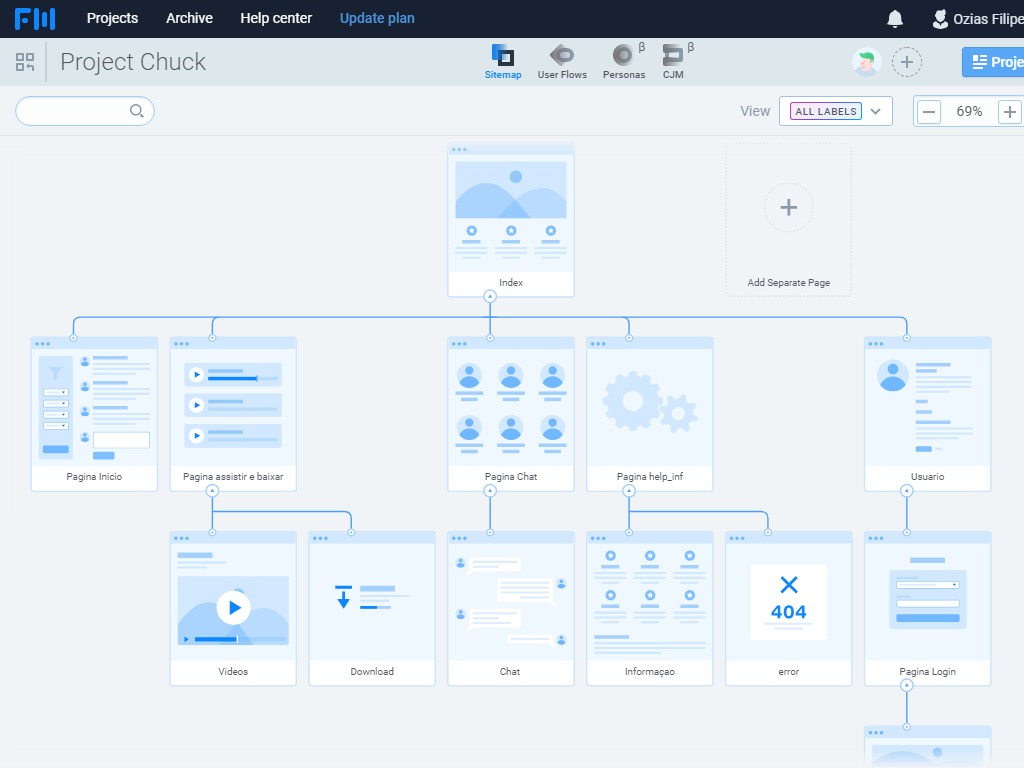 Projects
Archive
Help center
Update plan
Ozias Filipe
Project Chuck
Sitemap
User Flows
β
Personas
β
CJM
Proje
View
ALL LABELS
69%
Index
Add Separate Page
Pagina Inicio
Pagina assistir e baixar
Pagina Chat
Pagina help_inf
Usuario
404
Videos
Download
Chat
Informaçao
error
Pagina Login